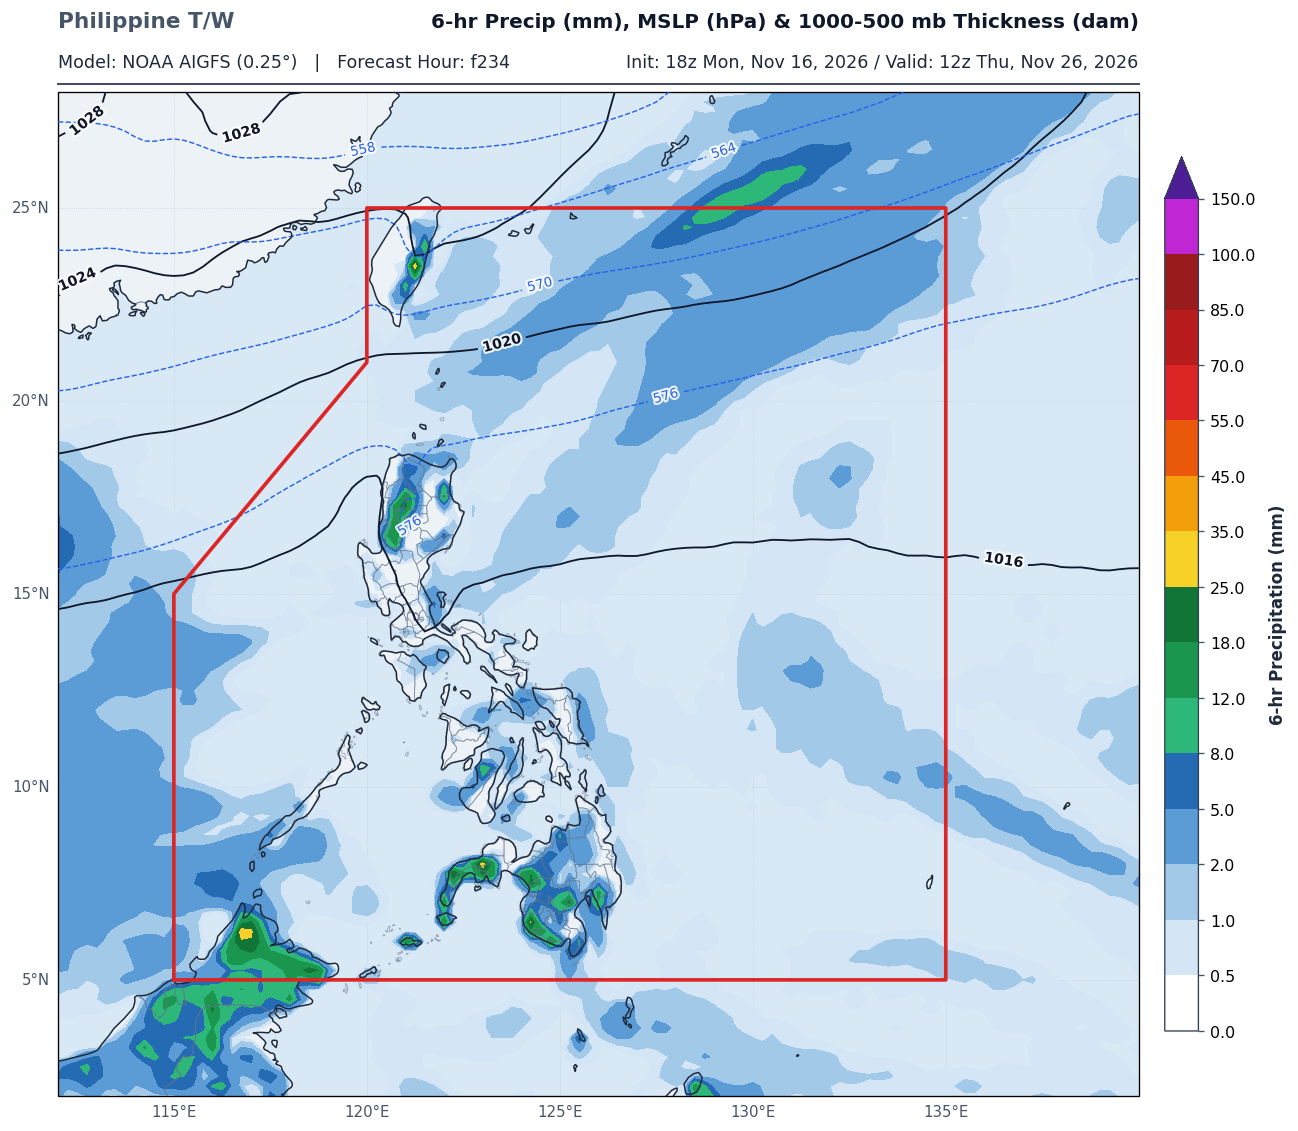 Philippine T/W
6-hr Precip (mm), MSLP (hPa) & 1000-500 mb Thickness (dam)
Model: NOAA AIGFS (0.25°) | Forecast Hour: f234
Init: 18z Mon, Nov 16, 2026 / Valid: 12z Thu, Nov 26, 2026
1028
1028
558
564
25°N
1024
570
1020
20°N
576
576
1016
15°N
10°N
5°N
115°E
120°E
125°E
130°E
135°E
150.0
100.0
85.0
70.0
55.0
45.0
35.0
25.0
18.0
12.0
8.0
5.0
2.0
1.0
0.5
0.0
6-hr Precipitation (mm)